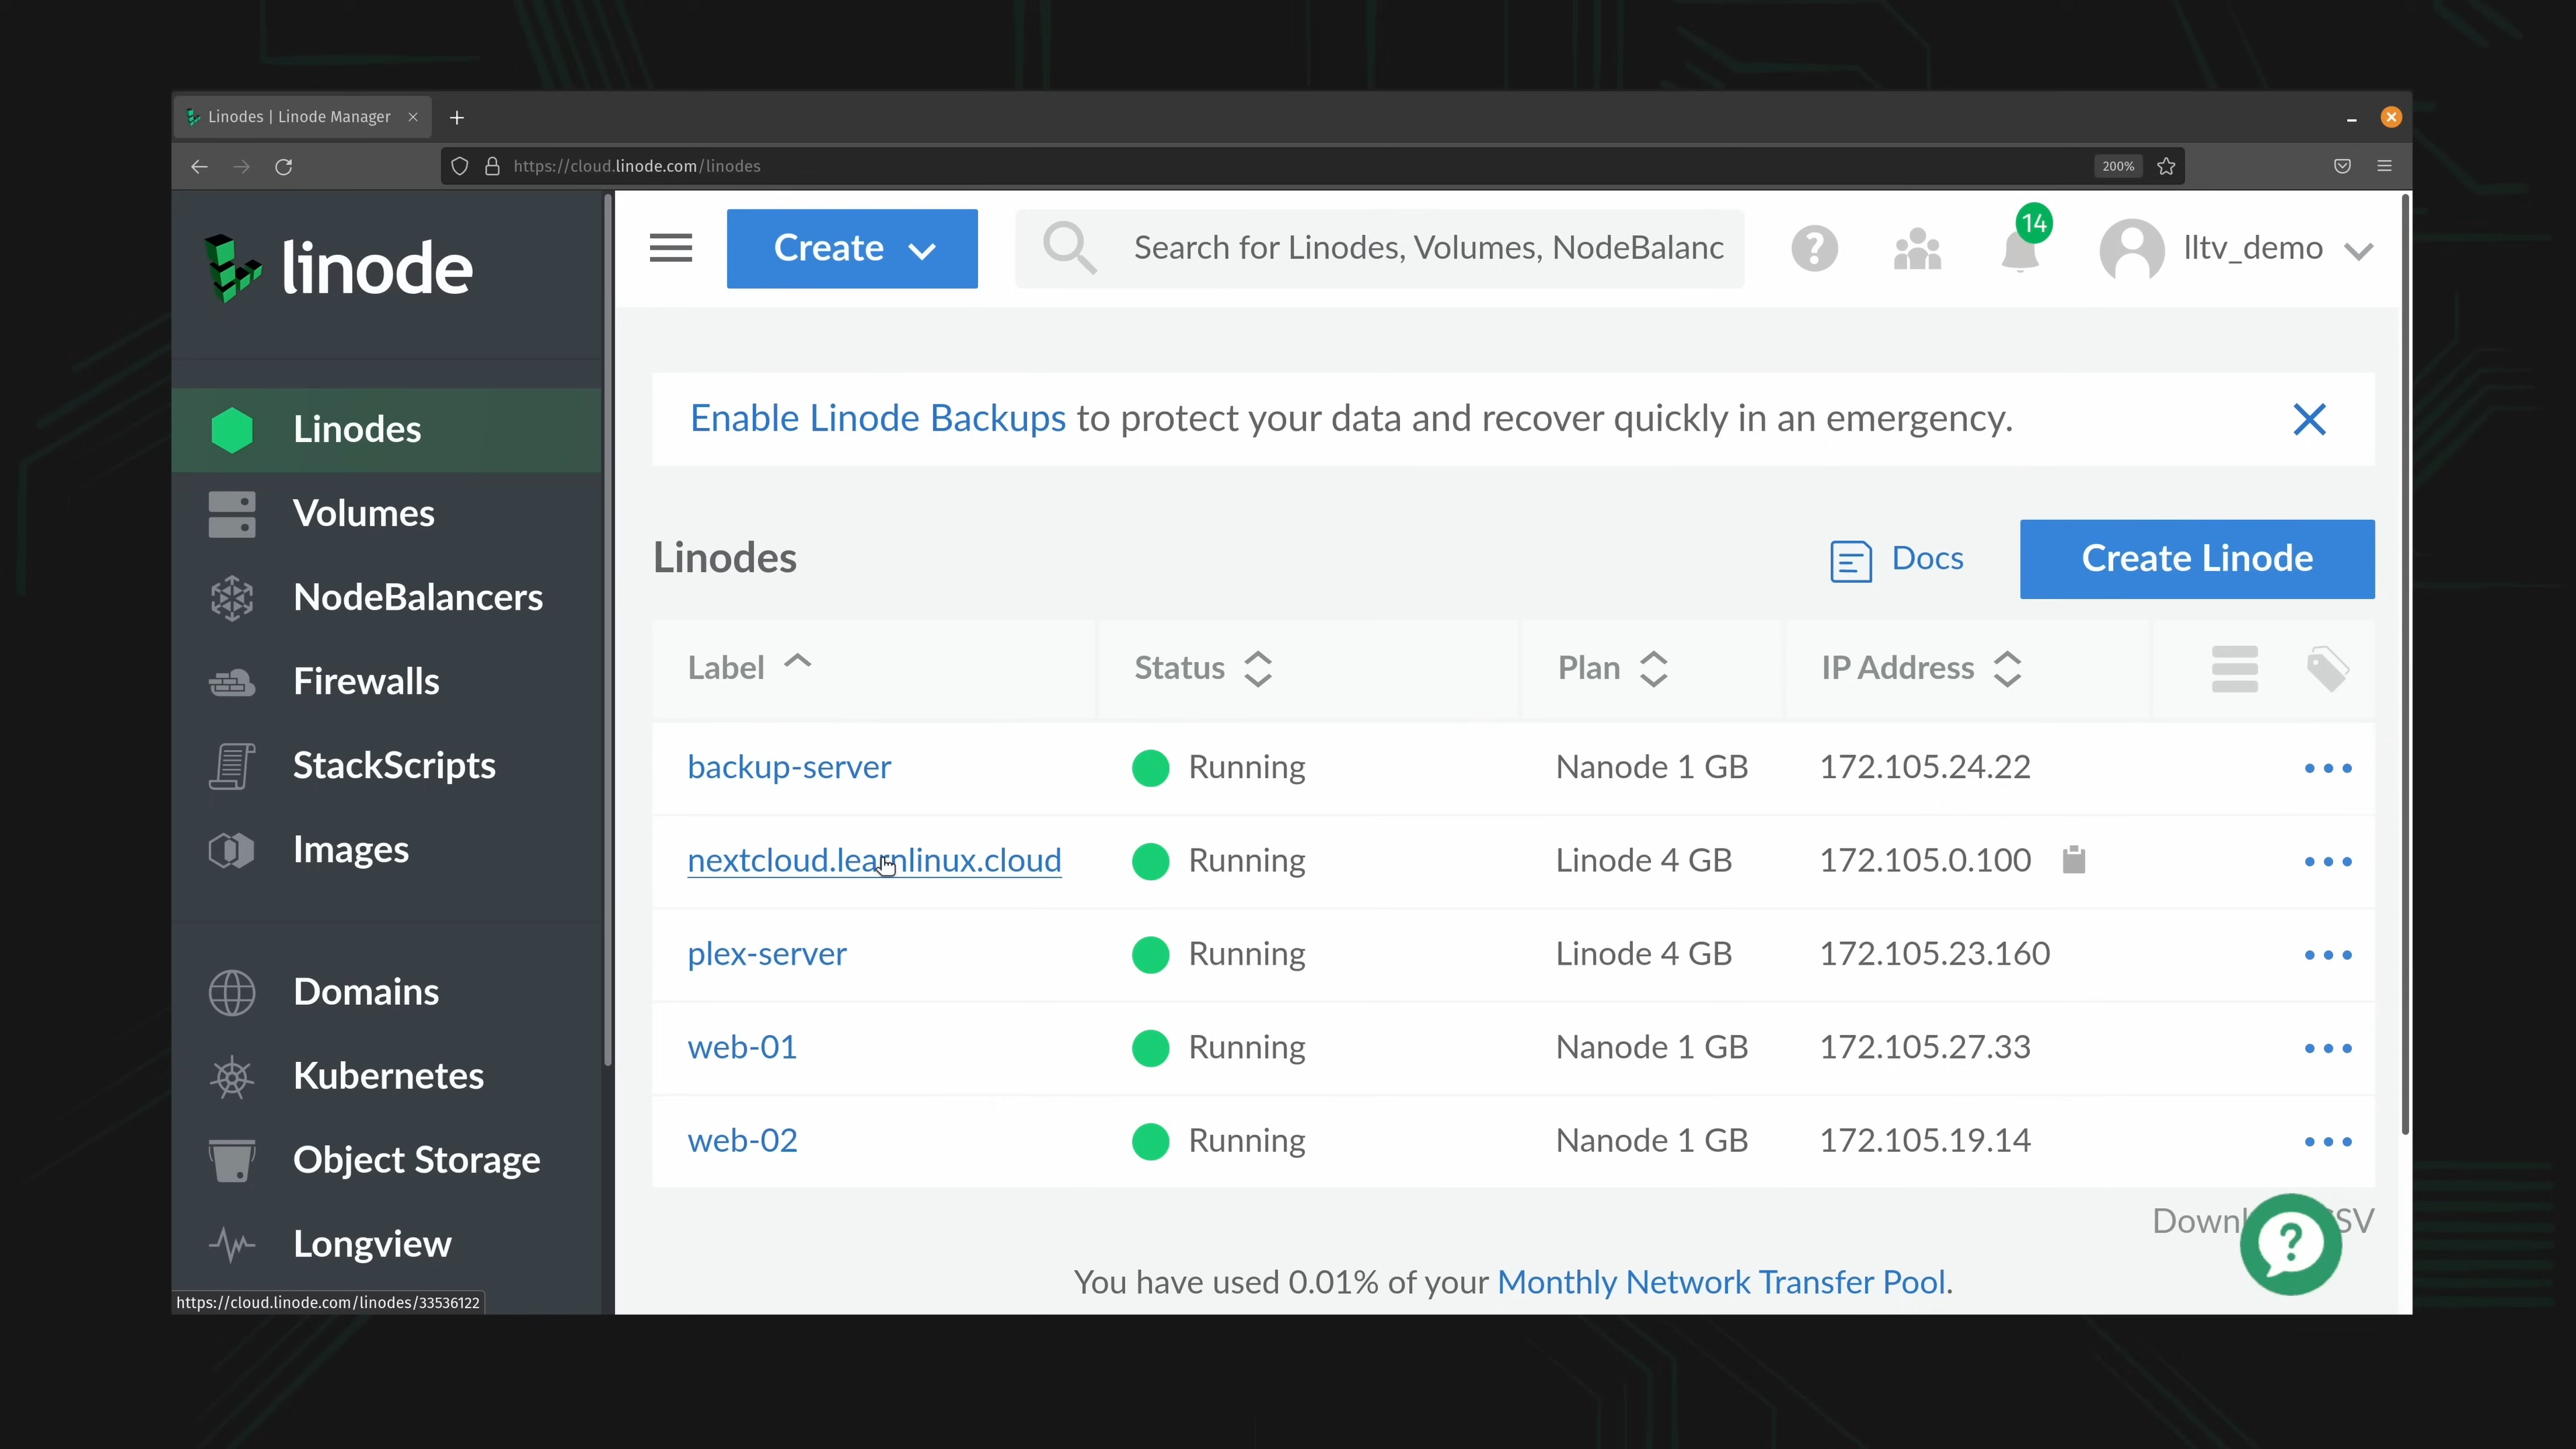 Linodes | Linode Manager
https://cloud.linode.com/linodes
200%
linode
Create
Search for Linodes, Volumes, NodeBalanc
14
lltv_demo
Linodes
Volumes
NodeBalancers
Firewalls
StackScripts
Images
Domains
Kubernetes
Object Storage
Longview
https://cloud.linode.com/linodes/33536122
Enable Linode Backups to protect your data and recover quickly in an emergency.
Linodes
Docs
Create Linode
Label Status Plan IP Address
backup-server Running Nanode 1 GB 172.105.24.22
nextcloud.learnlinux.cloud Running Linode 4 GB 172.105.0.100
plex-server Running Linode 4 GB 172.105.23.160
web-01 Running Nanode 1 GB 172.105.27.33
web-02 Running Nanode 1 GB 172.105.19.14
You have used 0.01% of your Monthly Network Transfer Pool.